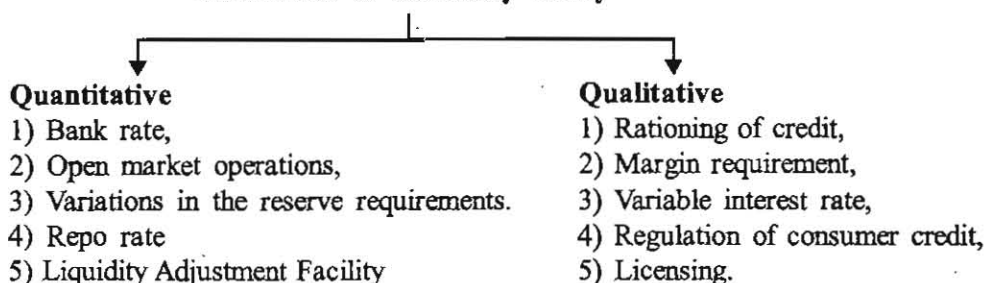 Quantitative
1) Bank rate,
2) Open market operations,
3) Variations in the reserve requirements.
4) Repo rate
5) Liquidity Adjustment Facility
Qualitative
1) Rationing of credit,
2) Margin requirement,
3) Variable interest rate,
4) Regulation of consumer credit,
5) Licensing.